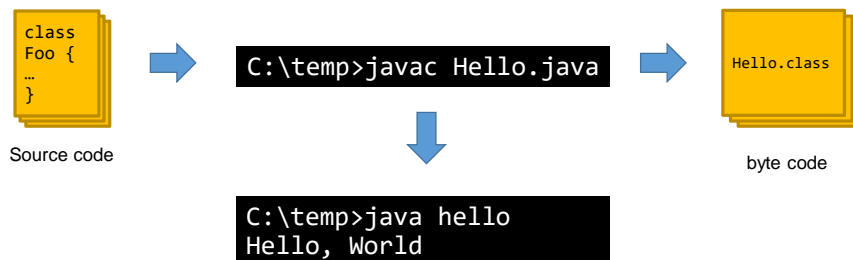 class
Foo {
…
}
Source code
C:\temp>javac Hello.java
Hello.class
byte code
C:\temp>java hello
Hello, World